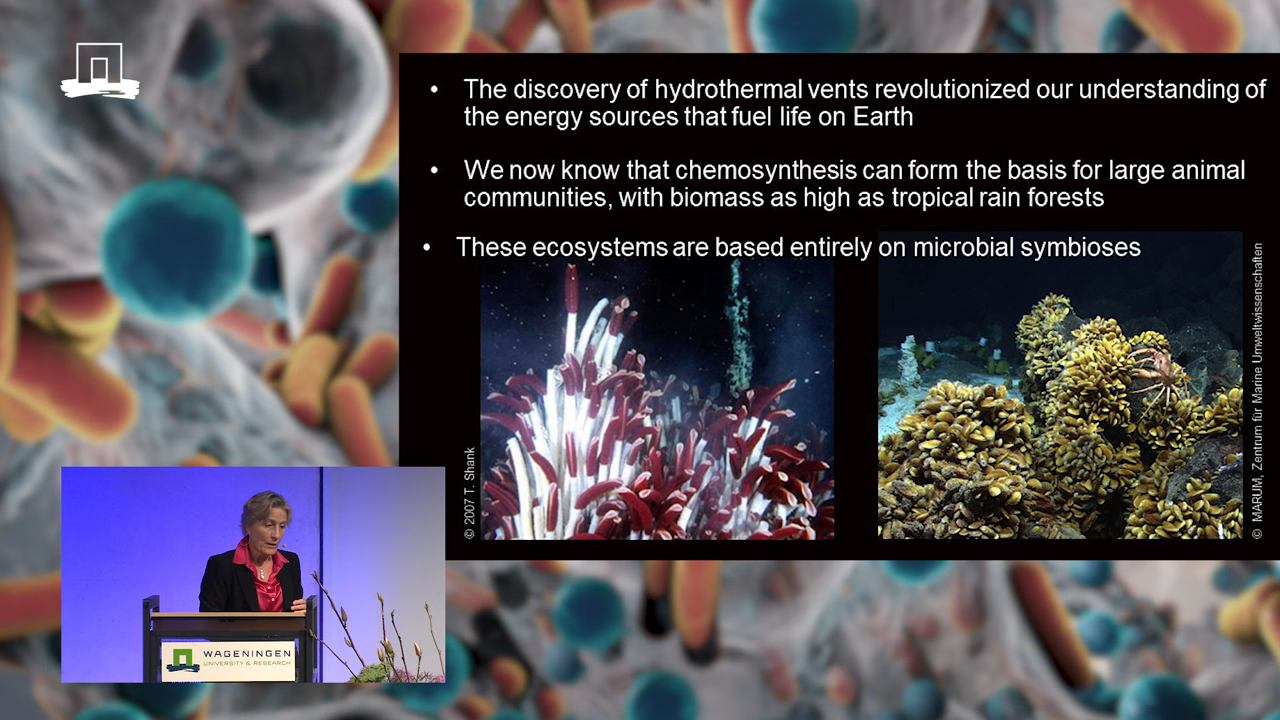 • The discovery of hydrothermal vents revolutionized our understanding of
the energy sources that fuel life on Earth
• We now know that chemosynthesis can form the basis for large animal
communities, with biomass as high as tropical rain forests
• These ecosystems are based entirely on microbial symbioses
© 2007 T. Shank
© MARUM, Zentrum für Marine Umweltwissenschaften
WAGENINGEN
UNIVERSITY & RESEARCH